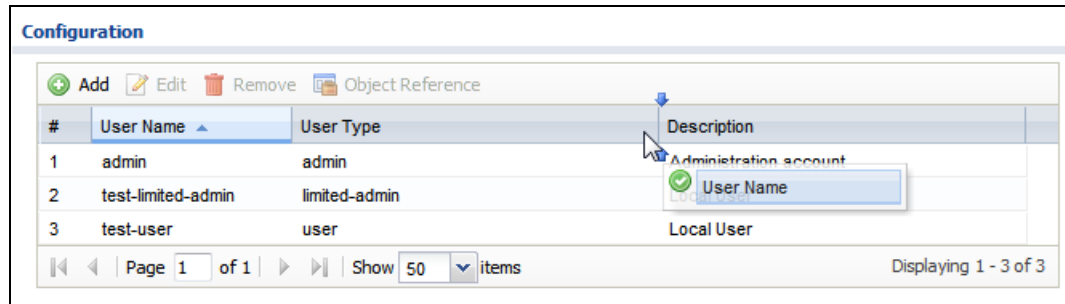 Configuration
Add Edit Remove Object Reference
# User Name User Type Description
1 admin admin Administration account
User Name
2 test-limited-admin limited-admin Local User
3 test-user user Local User
Page 1 of 1 Show 50 items Displaying 1 - 3 of 3